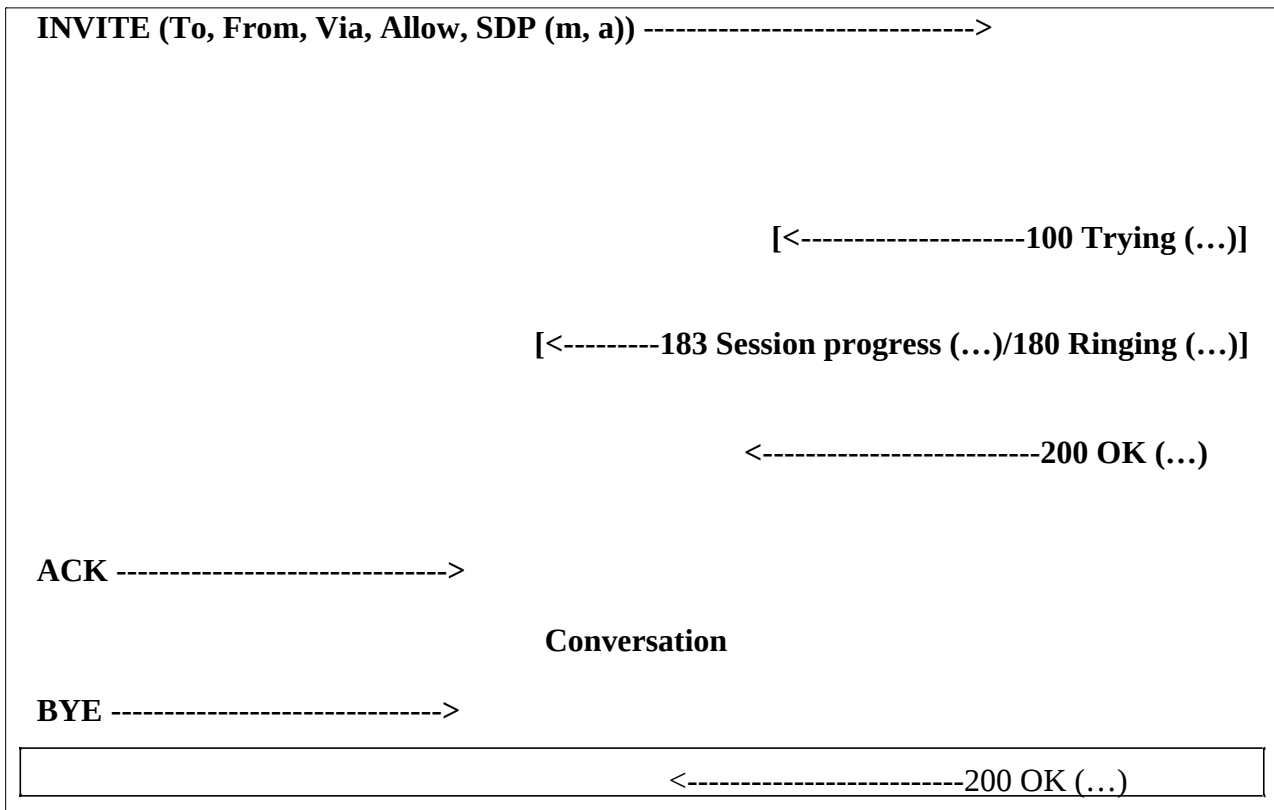 INVITE (To, From, Via, Allow, SDP (m, a)) ------------------------------->
[<---------------------100 Trying (…)]
[<---------183 Session progress (…)/180 Ringing (…)]
<--------------------------200 OK (…)
ACK ------------------------------->
Conversation
BYE ------------------------------->
<--------------------------200 OK (…)